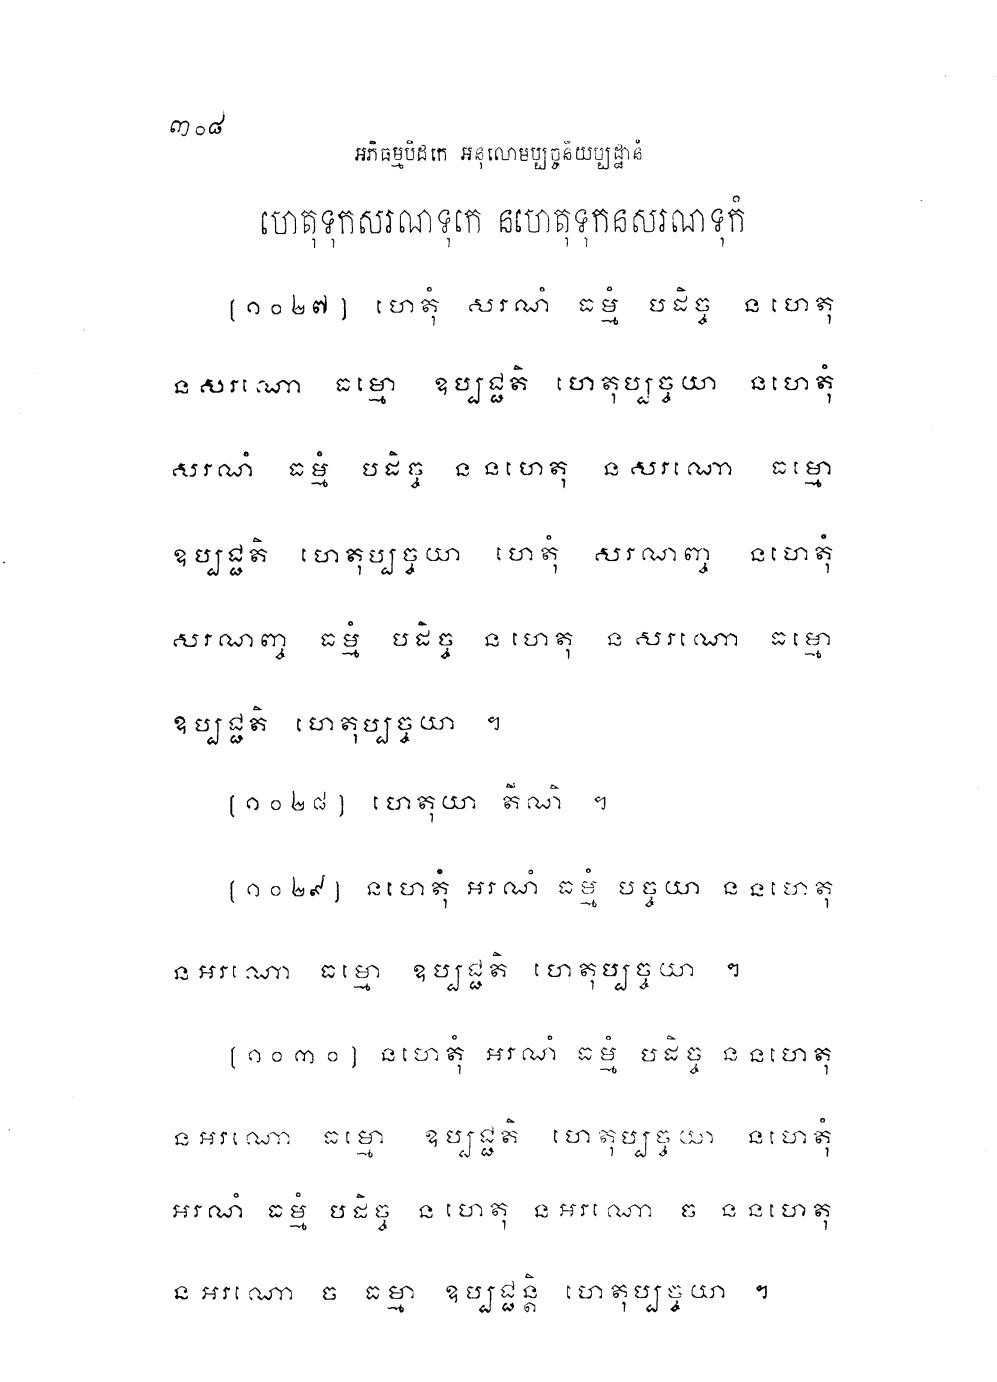 ៣០៨
អភិធម្មបិដកេ អនុលោមប្បច្ចនីយប្បដ្ឋានំ
ហេតុទុកសរណទុកេ នហេតុទុកនសរណទុកំ
[១០២៧] ហេតុំ សរណំ ធម្មំ បដិច្ច ន ហេតុ
ន សរណោ ធម្មោ ឧប្បជ្ជតិ ហេតុប្បច្ចយា នហេតុំ
សរណំ ធម្មំ បដិច្ច ន នហេតុ ន សរណោ ធម្មោ
ឧប្បជ្ជតិ ហេតុប្បច្ចយា ហេតុំ សរណញ្ច នហេតុំ
សរណញ្ច ធម្មំ បដិច្ច ន ហេតុ ន សរណោ ធម្មោ
ឧប្បជ្ជតិ ហេតុប្បច្ចយា ។
[១០២៨] ហេតុយា តីណិ ។
[១០២៩] នហេតុំ អរណំ ធម្មំ បច្ចយា ន នហេតុ
ន អរណោ ធម្មោ ឧប្បជ្ជតិ ហេតុប្បច្ចយា ។
[១០៣០] នហេតុំ អរណំ ធម្មំ បដិច្ច ន នហេតុ
ន អរណោ ធម្មោ ឧប្បជ្ជតិ ហេតុប្បច្ចយា នហេតុំ
អរណំ ធម្មំ បដិច្ច ន ហេតុ ន អរណោ ច ន នហេតុ
ន អរណោ ច ធម្មា ឧប្បជ្ជន្តិ ហេតុប្បច្ចយា ។